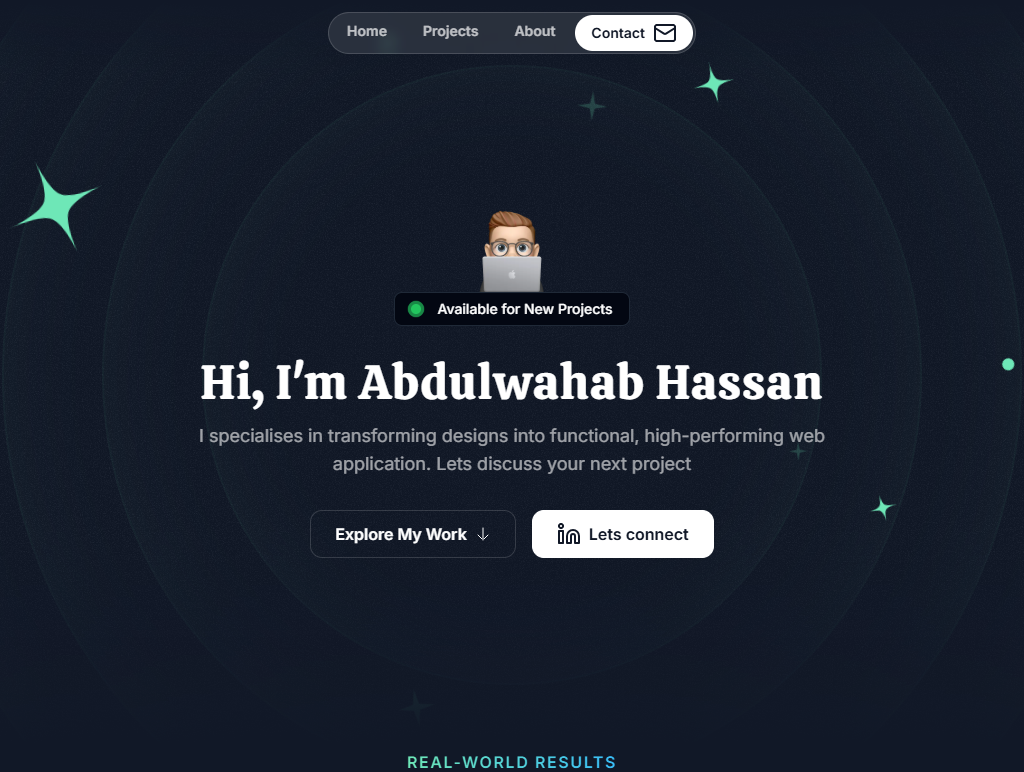 Home Projects About Contact
Available for New Projects
Hi, I'm Abdulwahab Hassan
I specialises in transforming designs into functional, high-performing web
application. Lets discuss your next project
Explore My Work ↓ Lets connect
REAL-WORLD RESULTS